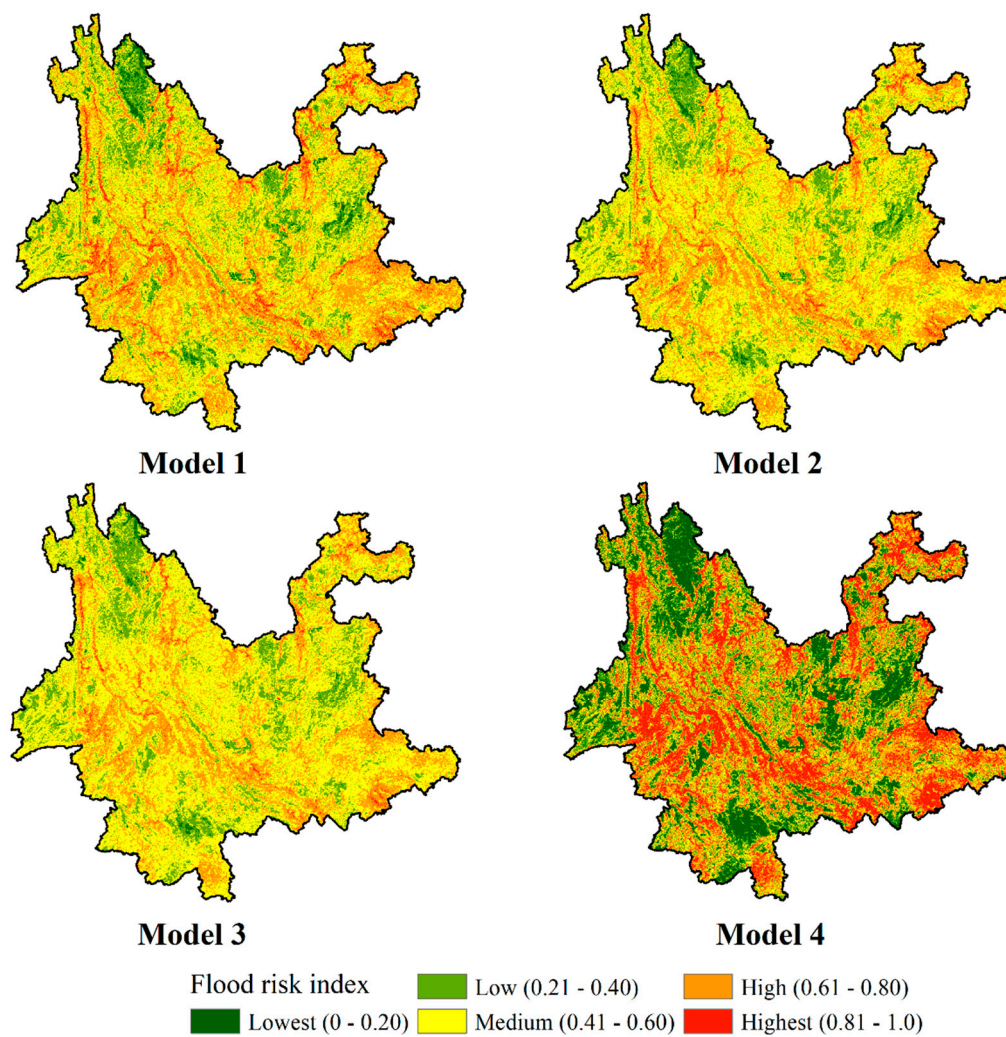 Model 1
Model 2
Model 3
Model 4
Flood risk index
Low (0.21 - 0.40)
High (0.61 - 0.80)
Lowest (0 - 0.20)
Medium (0.41 - 0.60)
Highest (0.81 - 1.0)